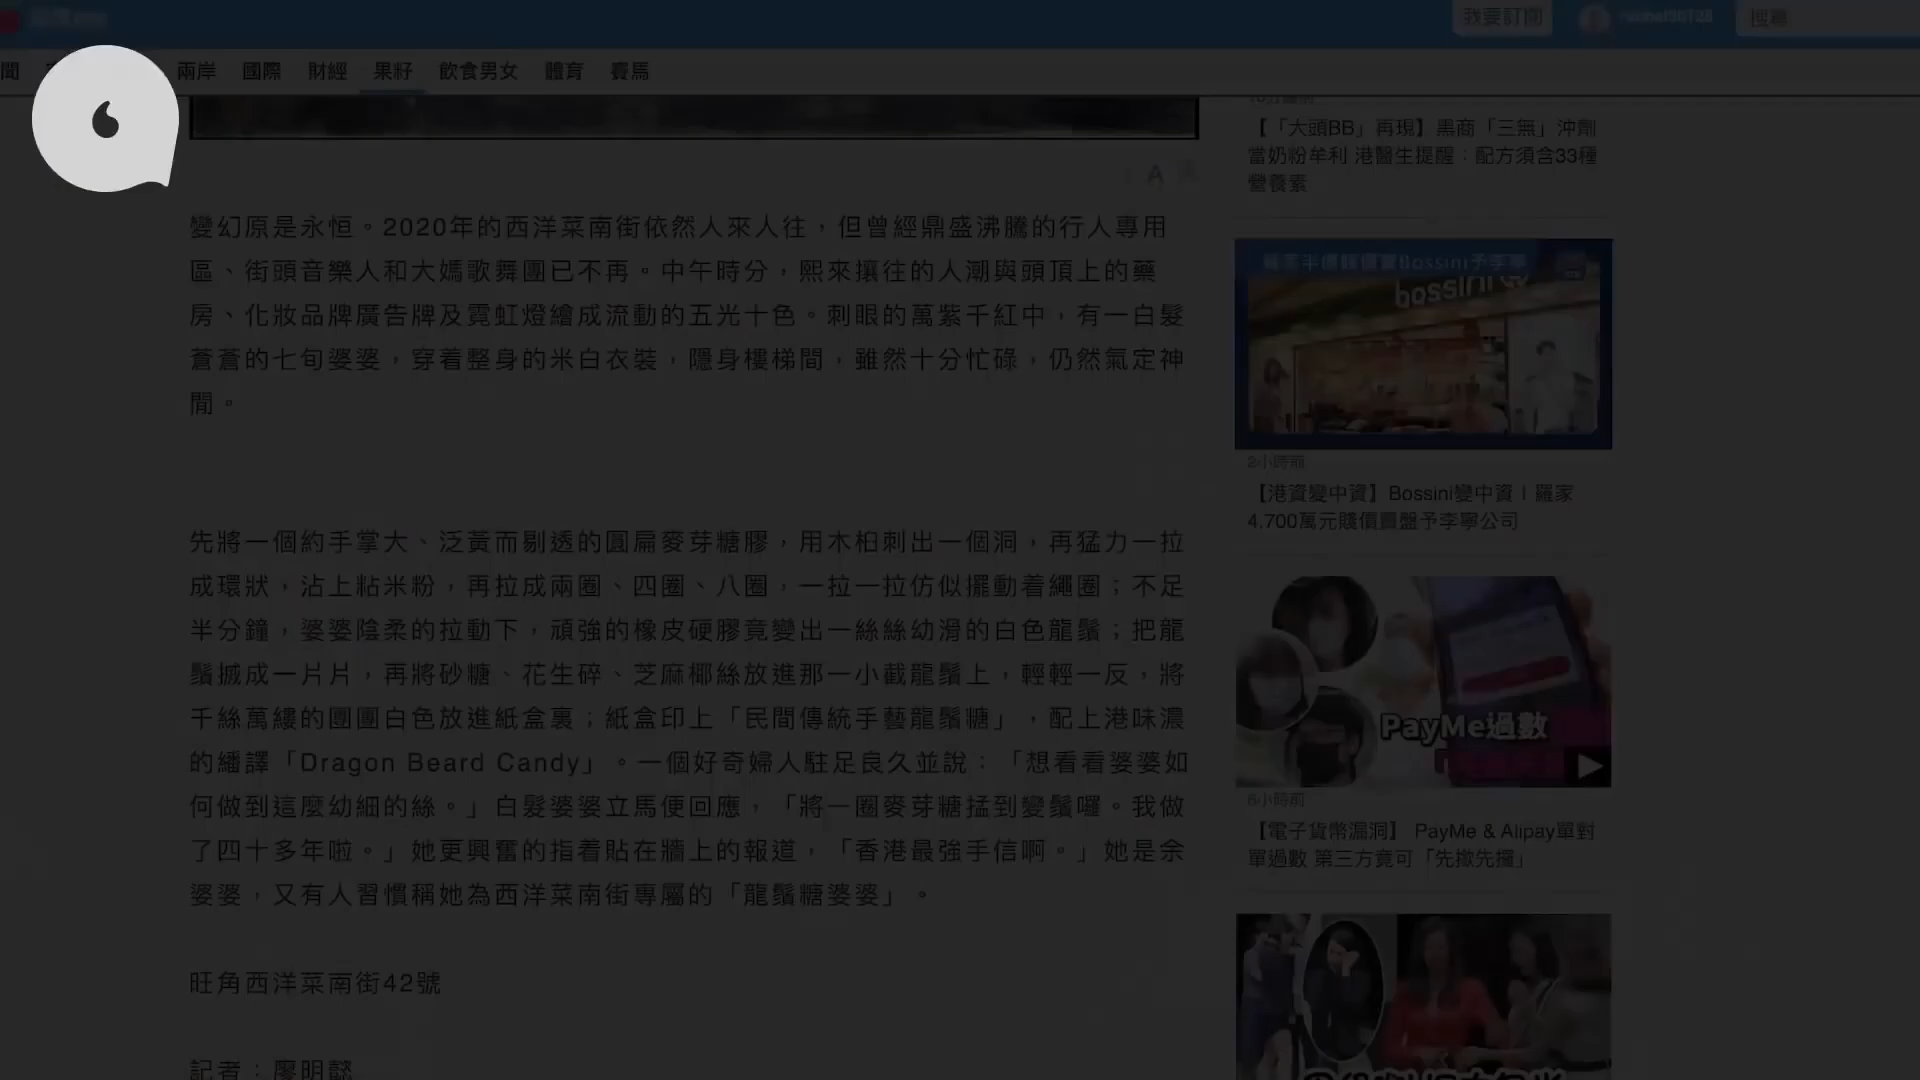 我要訂閱
搜尋
聞
兩岸 國際 財經 果籽 飲食男女 體育 賽馬
A
【「大頭BB」再現】黑商「三無」沖劑
當奶粉牟利 港醫生提醒：配方須含33種
營養素
變幻原是永恒。2020年的西洋菜南街依然人來人往，但曾經鼎盛沸騰的行人專用
區、街頭音樂人和大媽歌舞團已不再。中午時分，熙來攘往的人潮與頭頂上的藥
房、化妝品牌廣告牌及霓虹燈繪成流動的五光十色。刺眼的萬紫千紅中，有一白髮
蒼蒼的七旬婆婆，穿着整身的米白衣裝，隱身樓梯間，雖然十分忙碌，仍然氣定神
閒。
bossini
2小時前
【港資變中資】Bossini變中資｜羅家
4,700萬元賤價賣盤予李寧公司
先將一個約手掌大、泛黃而剔透的圓扁麥芽糖膠，用木桕刺出一個洞，再猛力一拉
成環狀，沾上粘米粉，再拉成兩圈、四圈、八圈，一拉一拉仿似擺動着繩圈；不足
半分鐘，婆婆陰柔的拉動下，頑強的橡皮硬膠竟變出一絲絲幼滑的白色龍鬚；把龍
鬚搣成一片片，再將砂糖、花生碎、芝麻椰絲放進那一小截龍鬚上，輕輕一反，將
千絲萬縷的團團白色放進紙盒裏；紙盒印上「民間傳統手藝龍鬚糖」，配上港味濃
的繙譯「Dragon Beard Candy」。一個好奇婦人駐足良久並說：「想看看婆婆如
何做到這麼幼細的絲。」白髮婆婆立馬便回應，「將一圈麥芽糖掹到變鬚囉。我做
了四十多年啦。」她更興奮的指着貼在牆上的報道，「香港最強手信啊。」她是余
婆婆，又有人習慣稱她為西洋菜南街專屬的「龍鬚糖婆婆」。
PayMe過數
6小時前
【電子貨幣漏洞】 PayMe & Alipay單對
單過數 第三方竟可「先撳先攞」
旺角西洋菜南街42號
記者：廖明懿